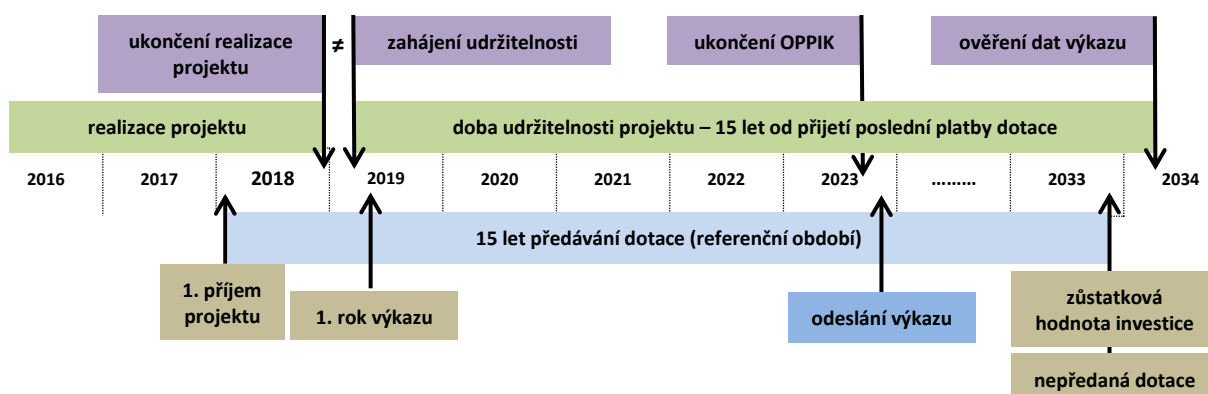 ukončení realizace
projektu
≠
zahájení udržitelnosti
ukončení OPPIK
ověření dat výkazu
realizace projektu
doba udržitelnosti projektu – 15 let od přijetí poslední platby dotace
2016 2017 2018 2019 2020 2021 2022 2023 ......... 2033 2034
15 let předávání dotace (referenční období)
1. příjem
projektu
1. rok výkazu
odeslání výkazu
zůstatková
hodnota investice
nepředaná dotace